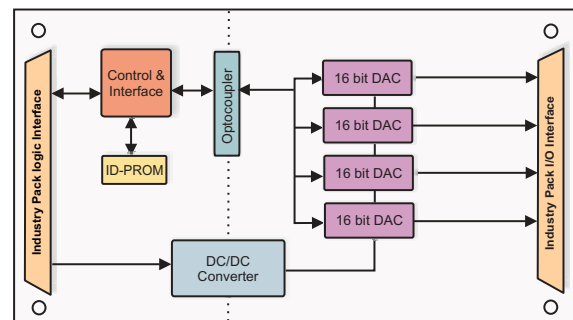 Industry Pack logic Interface
Control &
Interface
ID-PROM
Optocoupler
DC/DC
Converter
16 bit DAC
16 bit DAC
16 bit DAC
16 bit DAC
Industry Pack I/O Interface